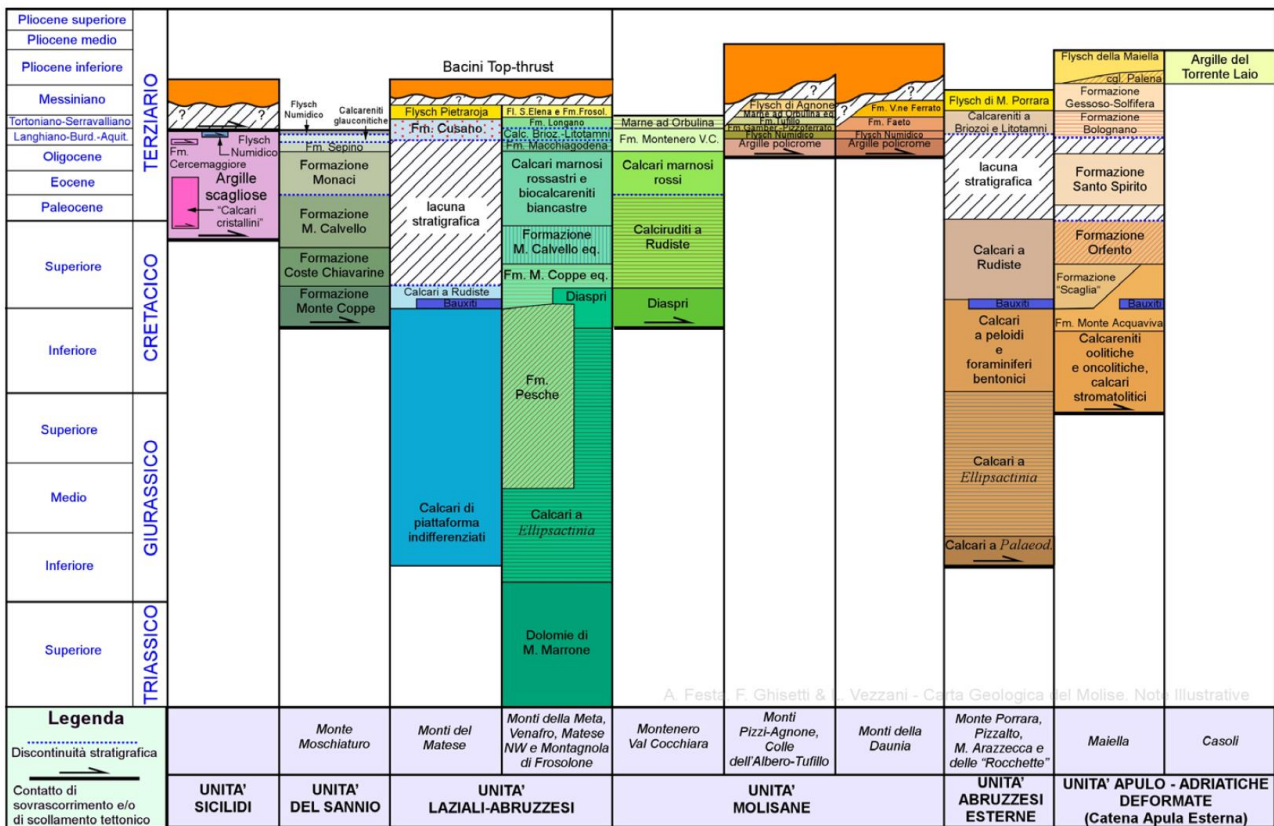 Pliocene superiore
Pliocene medio
Pliocene inferiore
Messiniano
Tortoniano-Serravalliano
Langhiano-Burd.-Aquit.
Oligocene
Eocene
Paleocene
Superiore
Inferiore
Superiore
Medio
Inferiore
Superiore
TERZIARIO
CRETACICO
GIURASSICO
TRIASSICO
? ?
Fm.
Cercemaggiore
Flysch
Numidico
Argille
scagliose
"Calcari
cristallini"
Flysch
Numidico
Calcareniti
glauconitiche
Fm. Sepino
Formazione
Monaci
Formazione
M. Calvello
Formazione
Coste Chiavarine
Formazione
Monte Coppe
Bacini Top-thrust
? ? ?
Flysch Pietraroja
Fm. Cusano
lacuna
stratigrafica
Calcari a Rudiste
Bauxiti
Calcari di
piattaforma
indifferenziati
Fl. S.Elena e Fm.Frosol.
Fm. Longano
Calc. Brioz.-Litotamni
Fm. Macchiagodena
Calcari marnosi
rossastri e
biocalcareniti
biancastre
Formazione
M. Calvello eq.
Fm. M. Coppe eq.
Diaspri
Fm.
Pesche
Calcari a
Ellipsactinia
Dolomie di
M. Marrone
Marne ad Orbulina
Fm. Montenero V.C.
Calcari marnosi
rossi
Calciruditi a
Rudiste
Diaspri
?
Flysch di Agnone
Marne ad Orbulina eq.
Fm. Tufillo
Fm.Gamber.-Pizzoferrato
Flysch Numidico
Argille policrome
?
Fm. V.ne Ferrato
Fm. Faeto
Flysch Numidico
Argille policrome
Flysch di M. Porrara
Calcareniti a
Briozoi e Litotamni
lacuna
stratigrafica
Calcari a
Rudiste
Bauxiti
Calcari
a peloidi
e
foraminiferi
bentonici
Calcari a
Ellipsactinia
Calcari a Palaeod.
Flysch della Maiella
cgl. Palena
Formazione
Gessoso-Solfifera
Formazione
Bolognano
Formazione
Santo Spirito
Formazione
Orfento
Formazione
"Scaglia"
Bauxiti
Fm. Monte Acquaviva
Calcareniti
oolitiche
e oncolitiche,
calcari
stromatolitici
Argille del
Torrente Laio
A. Festa, F. Ghisetti & L. Vezzani - Carta Geologica del Molise. Note Illustrative
Legenda
Discontinuità stratigrafica
Contatto di
sovrascorrimento e/o
di scollamento tettonico
Monte
Moschiaturo
Monti del
Matese
Monti della Meta,
Venafro, Matese
NW e Montagnola
di Frosolone
Montenero
Val Cocchiara
Monti
Pizzi-Agnone,
Colle
dell'Albero-Tufillo
Monti della
Daunia
Monte Porrara,
Pizzalto,
M. Arazzecca e
delle "Rocchette"
Maiella
Casoli
UNITA'
SICILIDI
UNITA'
DEL SANNIO
UNITA'
LAZIALI-ABRUZZESI
UNITA'
MOLISANE
UNITA'
ABRUZZESI
ESTERNE
UNITA' APULO - ADRIATICHE
DEFORMATE
(Catena Apula Esterna)